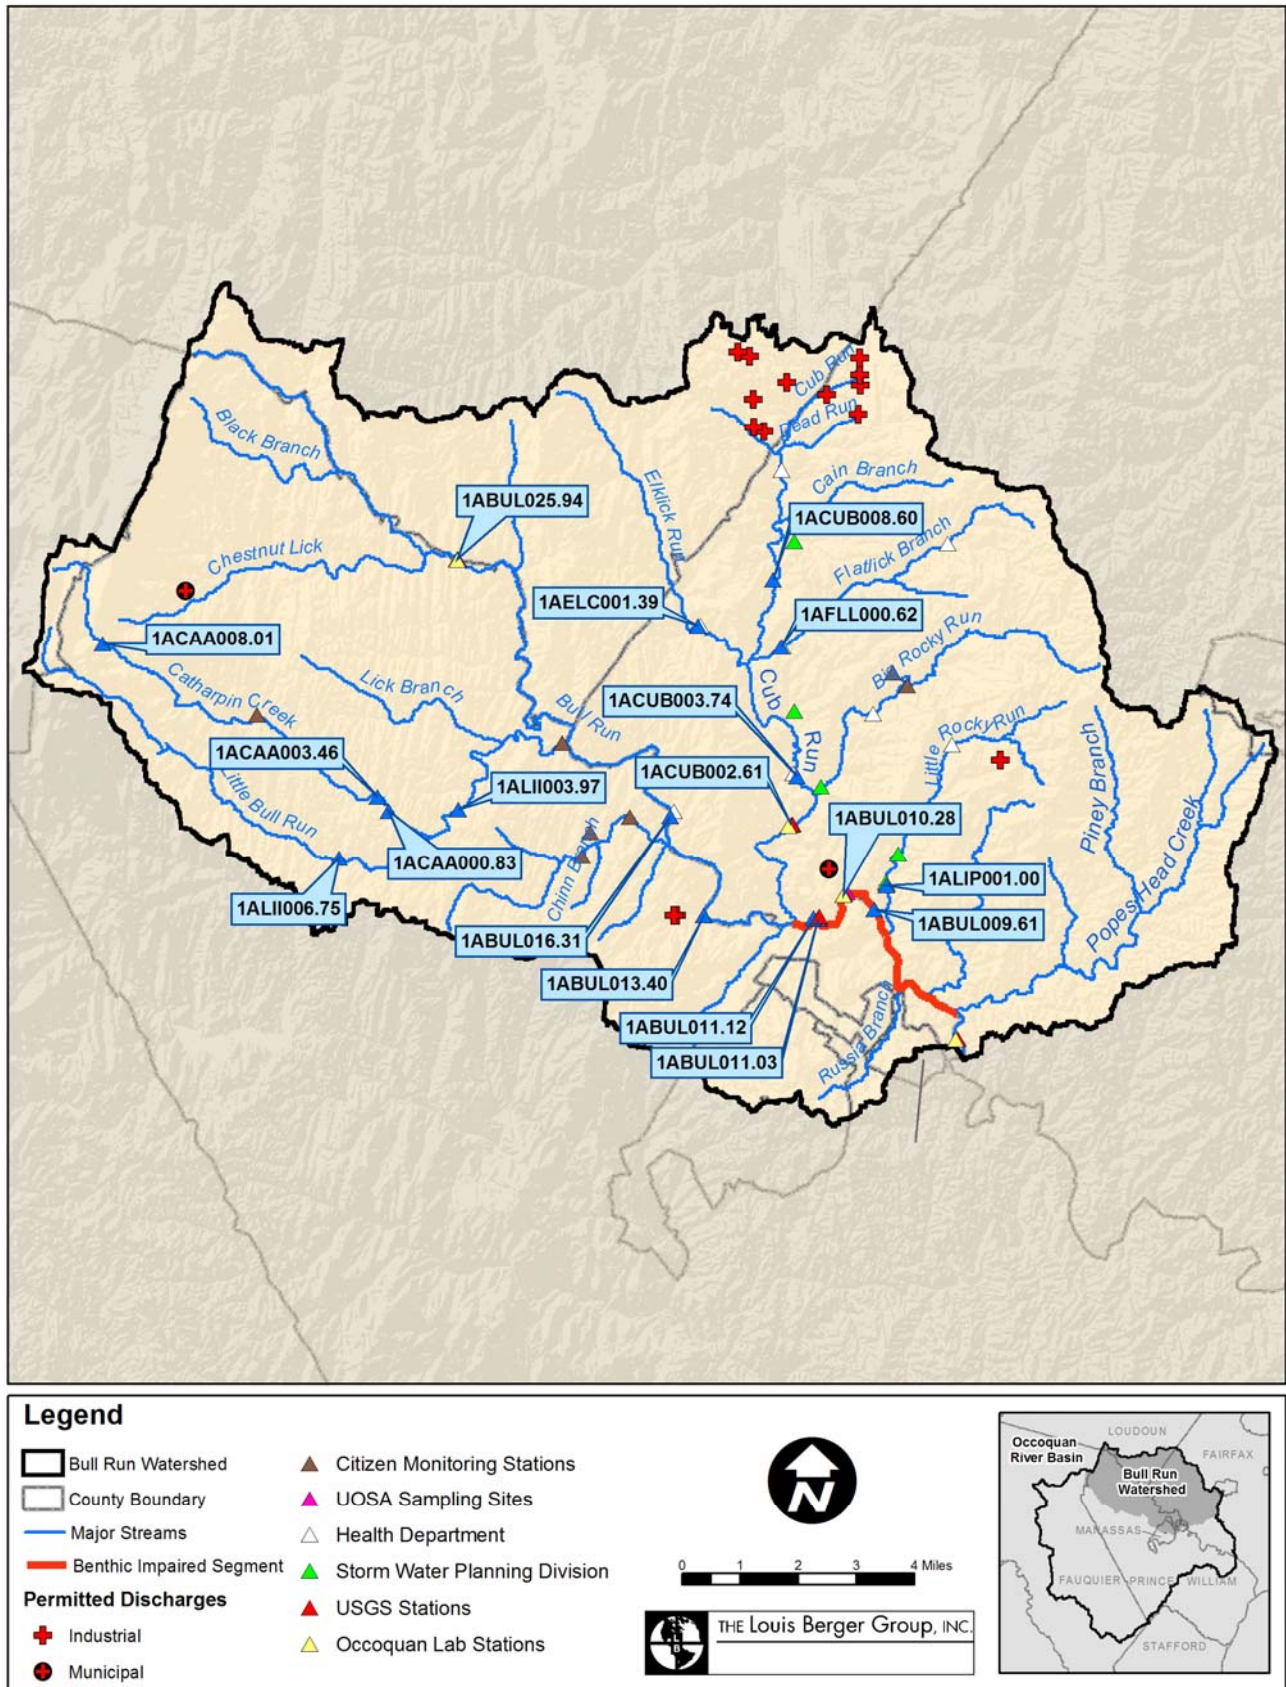 Cub Run
Dead Run
Black Branch
Cain Branch
1ABUL025.94
Elklick Run
1ACUB008.60
Flatlick Branch
Chestnut Lick
1AELC001.39
1AFLL000.62
1ACAA008.01
Big Rocky Run
Catharpin Creek
Lick Branch
Cub Run
1ACUB003.74
Bull Run
Little Rocky Run
Piney Branch
1ACAA003.46
1ALII003.97
1ACUB002.61
Little Bull Run
1ABUL010.28
1ACAA000.83
Chinn Branch
1ALIP001.00
Popes Head Creek
1ALII006.75
1ABUL009.61
1ABUL016.31
1ABUL013.40
1ABUL011.12
Russia Branch
1ABUL011.03
Legend
Bull Run Watershed
County Boundary
Major Streams
Benthic Impaired Segment
Permitted Discharges
Industrial
Municipal
Citizen Monitoring Stations
UOSA Sampling Sites
Health Department
Storm Water Planning Division
USGS Stations
Occoquan Lab Stations
N
0 1 2 3 4 Miles
THE Louis Berger Group, INC.
LOUDOUN
Occoquan
River Basin
FAIRFAX
Bull Run
Watershed
MANASSAS
FAUQUIER
PRINCE WILLIAM
STAFFORD